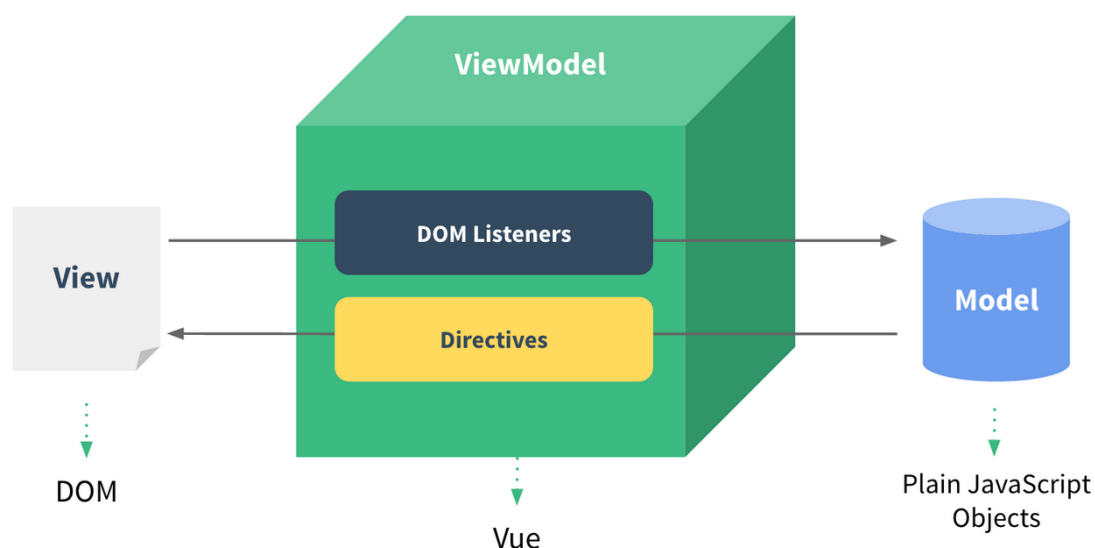 ViewModel
DOM Listeners
View
Model
Directives
DOM
Plain JavaScript
Objects
Vue